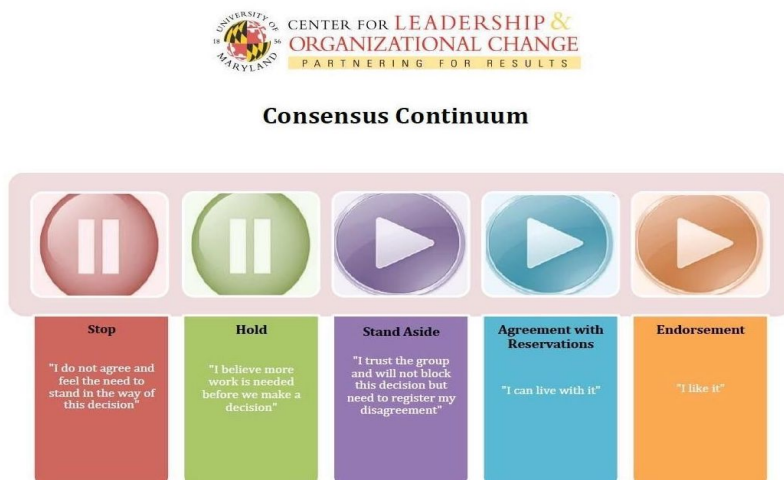 UNIVERSITY OF
18 56
MARYLAND
CENTER FOR LEADERSHIP &
ORGANIZATIONAL CHANGE
PARTNERING FOR RESULTS
Consensus Continuum
Stop
"I do not agree and
feel the need to
stand in the way of
this decision"
Hold
"I believe more
work is needed
before we make a
decision"
Stand Aside
"I trust the group
and will not block
this decision but
need to register my
disagreement"
Agreement with
Reservations
"I can live with it"
Endorsement
"I like it"